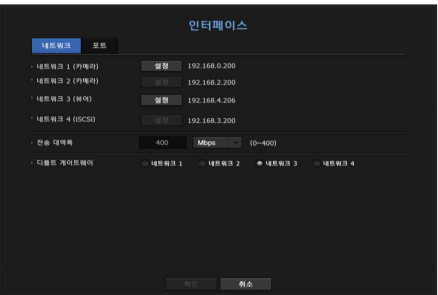 인터페이스
네트워크 포트
네트워크 1 (카메라) 설정 192.168.0.200
네트워크 2 (카메라) 설정 192.168.2.200
네트워크 3 (뷰어) 설정 192.168.4.206
네트워크 4 (iSCSI) 설정 192.168.3.200
전송 대역폭 400 Mbps (0~400)
디폴트 게이트웨이 네트워크 1 네트워크 2 네트워크 3 네트워크 4
확인 취소